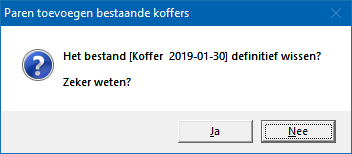 Paren toevoegen bestaande koffers
Het bestand [Koffer  2019-01-30] definitief wissen?
Zeker weten?
Ja
Nee